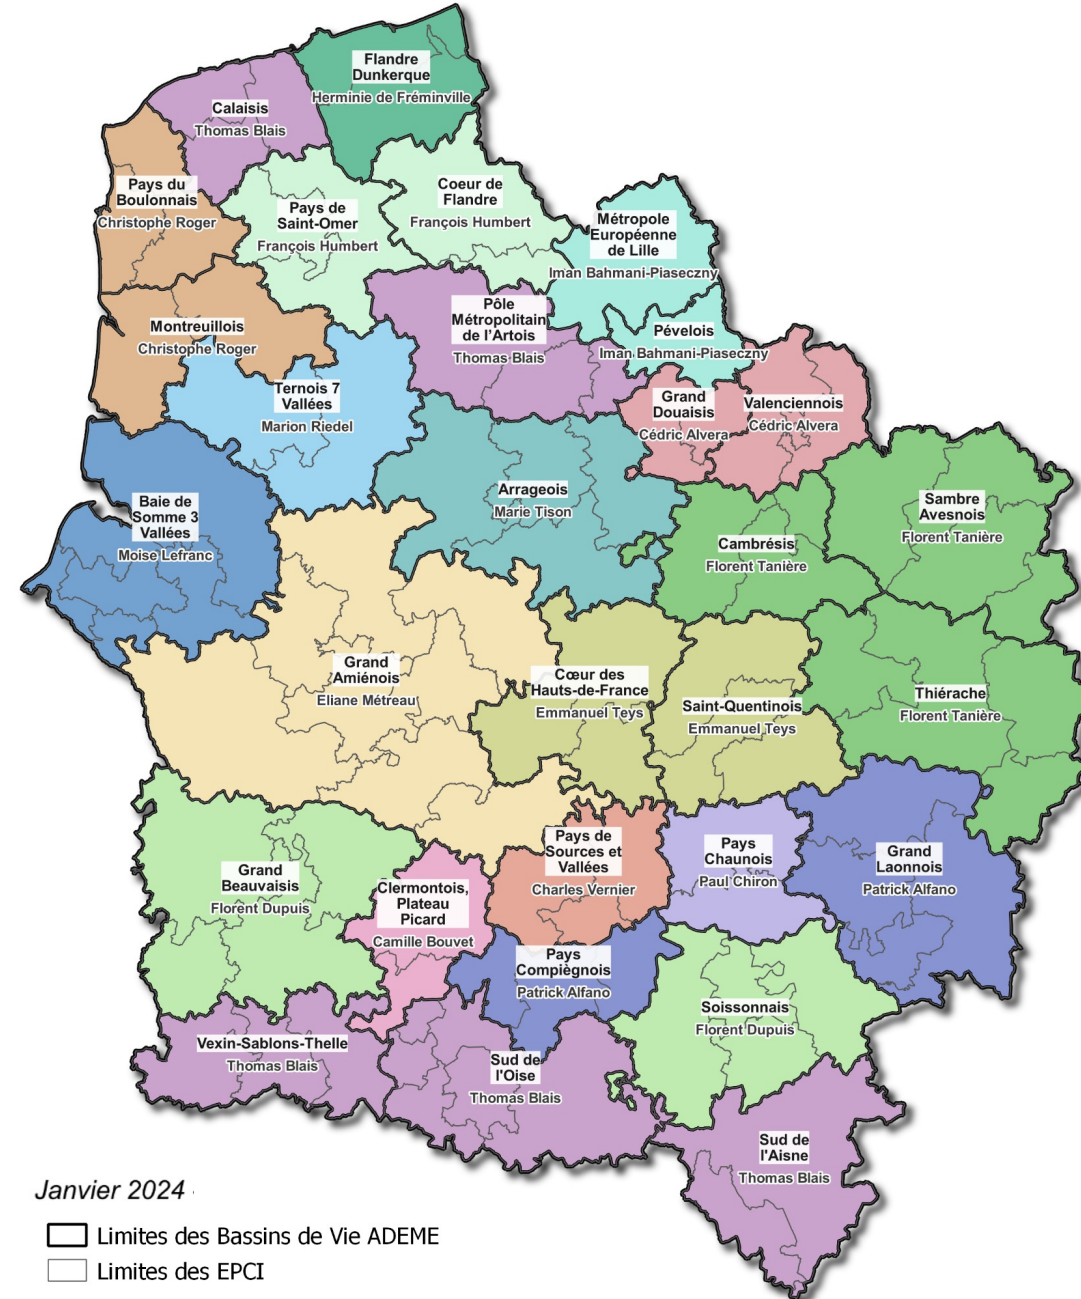 Flandre
Dunkerque
Herminie de Fréminville
Calaisis
Thomas Blais
Pays du
Boulonnais
Christophe Roger
Pays de
Saint-Omer
François Humbert
Coeur de
Flandre
François Humbert
Métropole
Européenne
de Lille
Iman Bahmani-Piaseczny
Montreuillois
Christophe Roger
Pôle
Métropolitain
de l'Artois
Thomas Blais
Pévelois
Iman Bahmani-Piaseczny
Ternois 7
Vallées
Marion Riedel
Grand
Douaisis
Cédric Alvera
Valenciennois
Cédric Alvera
Baie de
Somme 3
Vallées
Moise Lefranc
Arrageois
Marie Tison
Cambrésis
Florent Tanière
Sambre
Avesnois
Florent Tanière
Grand
Amiénois
Eliane Métreau
Cœur des
Hauts-de-France
Emmanuel Teys
Saint-Quentinois
Emmanuel Teys
Thiérache
Florent Tanière
Grand
Beauvaisis
Florent Dupuis
Clermontois,
Plateau
Picard
Camille Bouvet
Pays de
Sources et
Vallées
Charles Vernier
Pays
Chaunois
Paul Chiron
Grand
Laonnois
Patrick Alfano
Pays
Compiègnois
Patrick Alfano
Soissonnais
Florent Dupuis
Vexin-Sablons-Thelle
Thomas Blais
Sud de
l'Oise
Thomas Blais
Sud de
l'Aisne
Thomas Blais
Janvier 2024
Limites des Bassins de Vie ADEME
Limites des EPCI